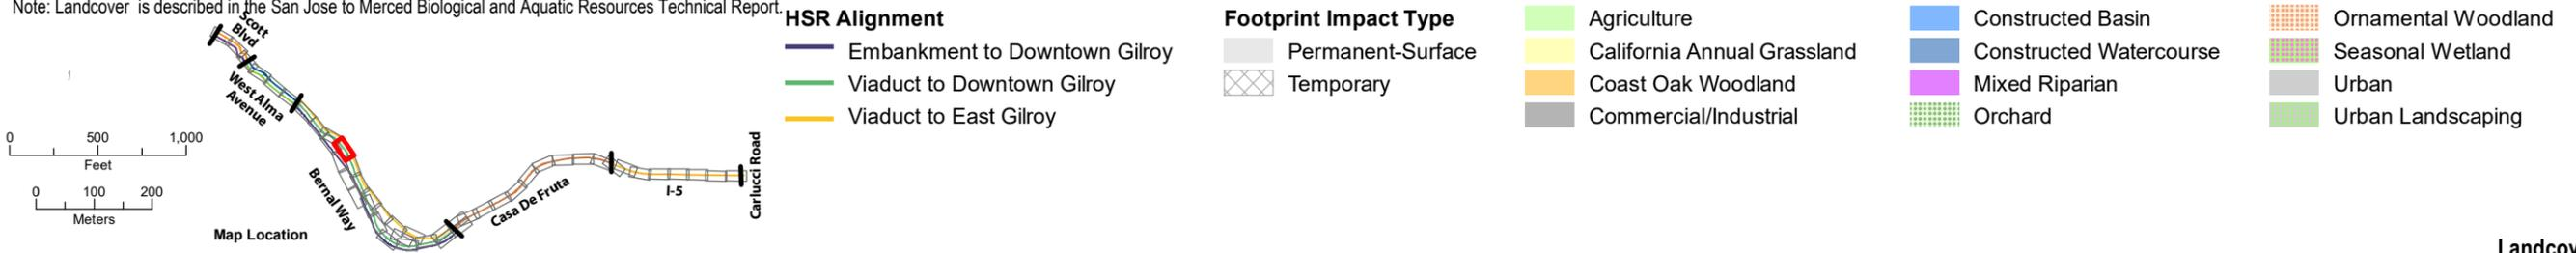 Note: Landcover is described in the San Jose to Merced Biological and Aquatic Resources Technical Report.
Scott
Blvd
West Alma
Avenue
0 500 1,000
Feet
0 100 200
Meters
Bernal Way
Casa De Fruta
I-5
Carlucci Road
Map Location
HSR Alignment
Embankment to Downtown Gilroy
Viaduct to Downtown Gilroy
Viaduct to East Gilroy
Footprint Impact Type
Permanent-Surface
Temporary
Agriculture
California Annual Grassland
Coast Oak Woodland
Commercial/Industrial
Constructed Basin
Constructed Watercourse
Mixed Riparian
Orchard
Ornamental Woodland
Seasonal Wetland
Urban
Urban Landscaping
Landcov